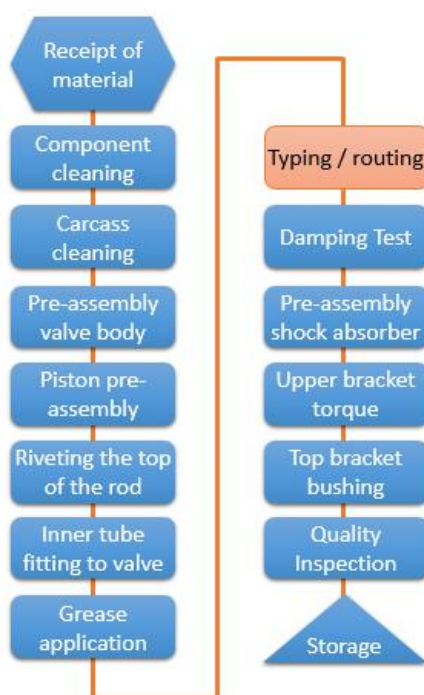 Receipt of
material
Component
cleaning
Carcass
cleaning
Pre-assembly
valve body
Piston pre-
assembly
Riveting the top
of the rod
Inner tube
fitting to valve
Grease
application
Typing / routing
Damping Test
Pre-assembly
shock absorber
Upper bracket
torque
Top bracket
bushing
Quality
Inspection
Storage